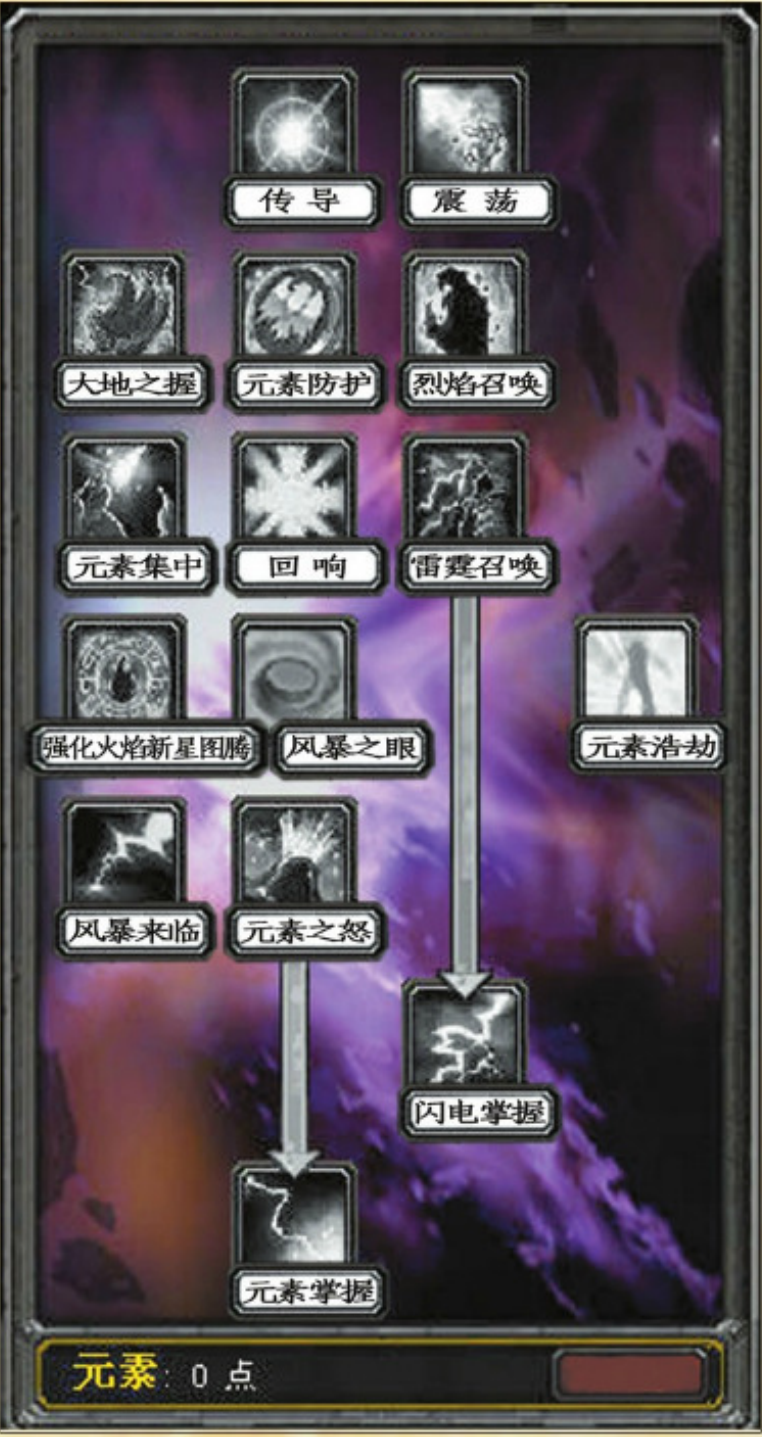 传导 震荡
大地之握 元素防护 烈焰召唤
元素集中 回响 雷霆召唤
强化火焰新星图腾 风暴之眼 元素浩劫
风暴来临 元素之怒
闪电掌握
元素掌握
元素: 0 点